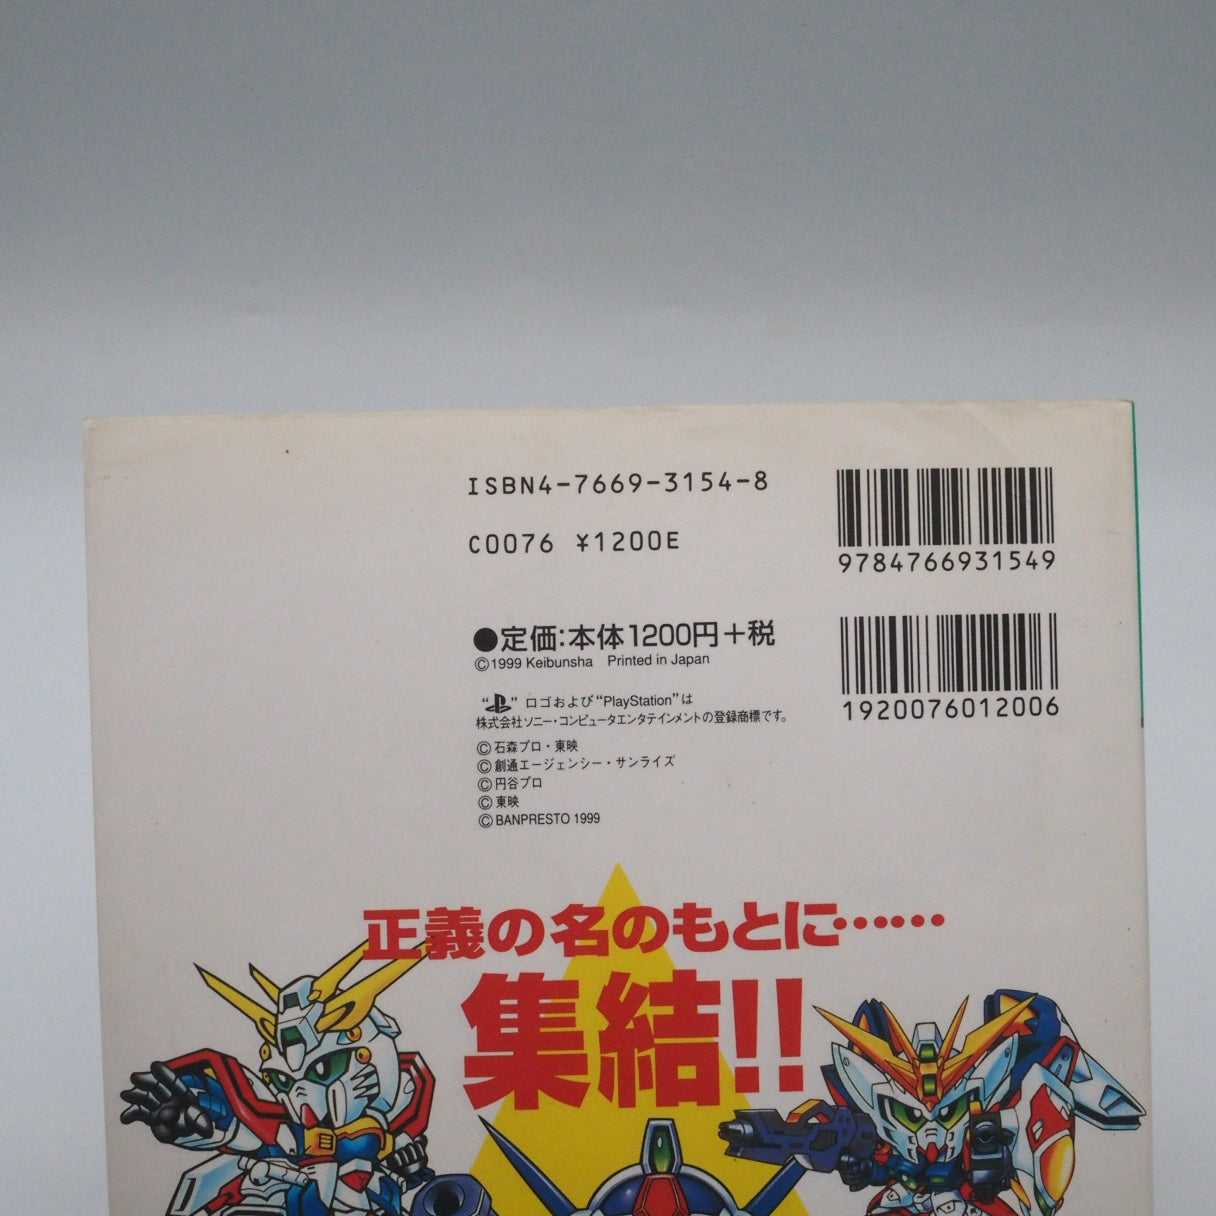 ISBN4-7669-3154-8
C0076 ¥1200E
9784766931549
●定価:本体1200円+税
©1999 Keibunsha Printed in Japan
1920076012006
“ ” ロゴおよび“PlayStation”は
株式会社ソニー・コンピュータエンタテインメントの登録商標です。
©石森プロ・東映
©創通エージェンシー・サンライズ
©円谷プロ
©東映
©BANPRESTO 1999
正義の名のもとに……
集結!!